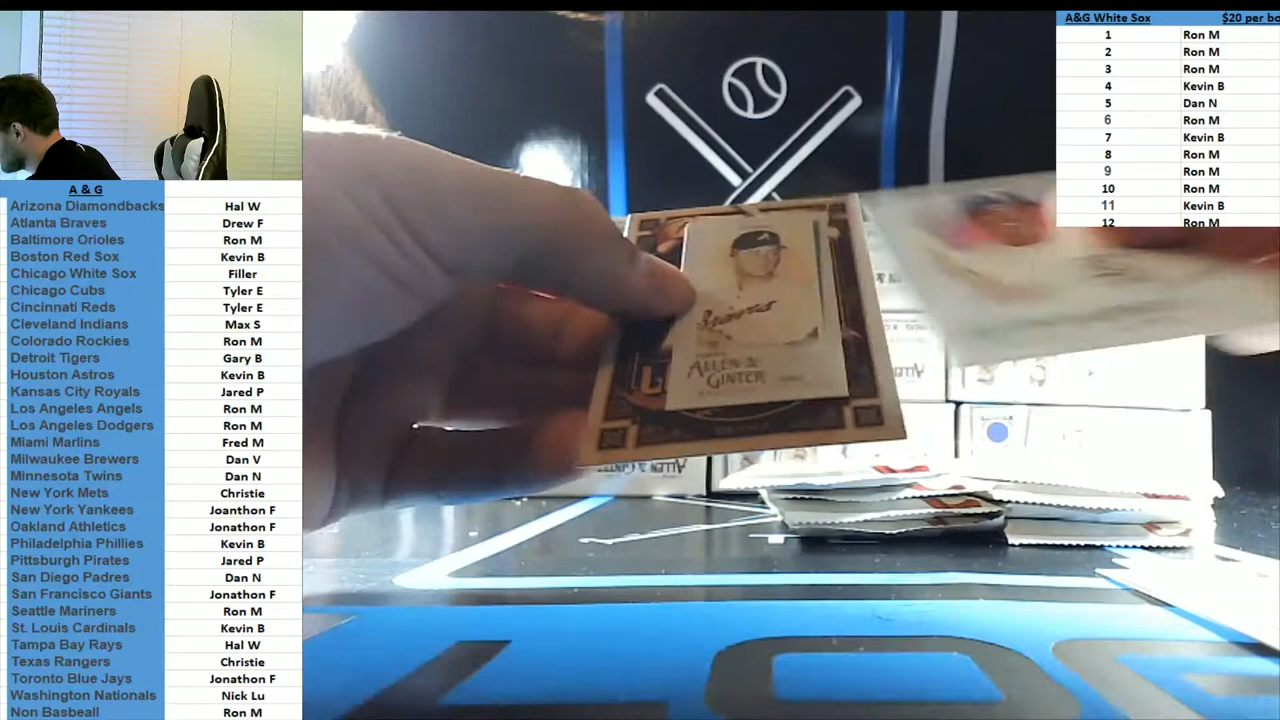 A & G
Arizona Diamondbacks Hal W
Atlanta Braves Drew F
Baltimore Orioles Ron M
Boston Red Sox Kevin B
Chicago White Sox Filler
Chicago Cubs Tyler E
Cincinnati Reds Tyler E
Cleveland Indians Max S
Colorado Rockies Ron M
Detroit Tigers Gary B
Houston Astros Kevin B
Kansas City Royals Jared P
Los Angeles Angels Ron M
Los Angeles Dodgers Ron M
Miami Marlins Fred M
Milwaukee Brewers Dan V
Minnesota Twins Dan N
New York Mets Christie
New York Yankees Joanthon F
Oakland Athletics Jonathon F
Philadelphia Phillies Kevin B
Pittsburgh Pirates Jared P
San Diego Padres Dan N
San Francisco Giants Jonathon F
Seattle Mariners Ron M
St. Louis Cardinals Kevin B
Tampa Bay Rays Hal W
Texas Rangers Christie
Toronto Blue Jays Jonathon F
Washington Nationals Nick Lu
Non Basbeall Ron M
A&G White Sox $20 per bo
1 Ron M
2 Ron M
3 Ron M
4 Kevin B
5 Dan N
6 Ron M
7 Kevin B
8 Ron M
9 Ron M
10 Ron M
11 Kevin B
12 Ron M
Braves
ALLEN &
GINTER